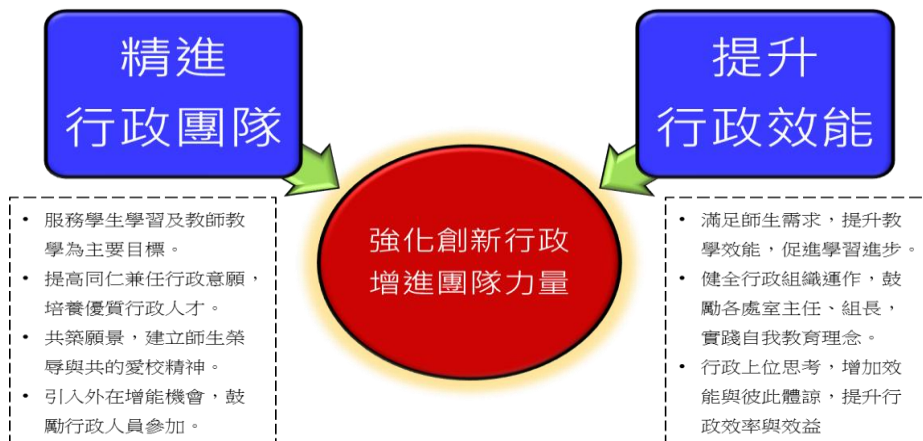 精進
行政團隊
• 服務學生學習及教師教
學為主要目標。
• 提高同仁兼任行政意願，
培養優質行政人才。
• 共築願景，建立師生榮
辱與共的愛校精神。
• 引入外在增能機會，鼓
勵行政人員參加。
強化創新行政
增進團隊力量
提升
行政效能
• 滿足師生需求，提升教
學效能，促進學習進步。
• 健全行政組織運作，鼓
勵各處室主任、組長，
實踐自我教育理念。
• 行政上位思考，增加效
能與彼此體諒，提升行
政效率與效益